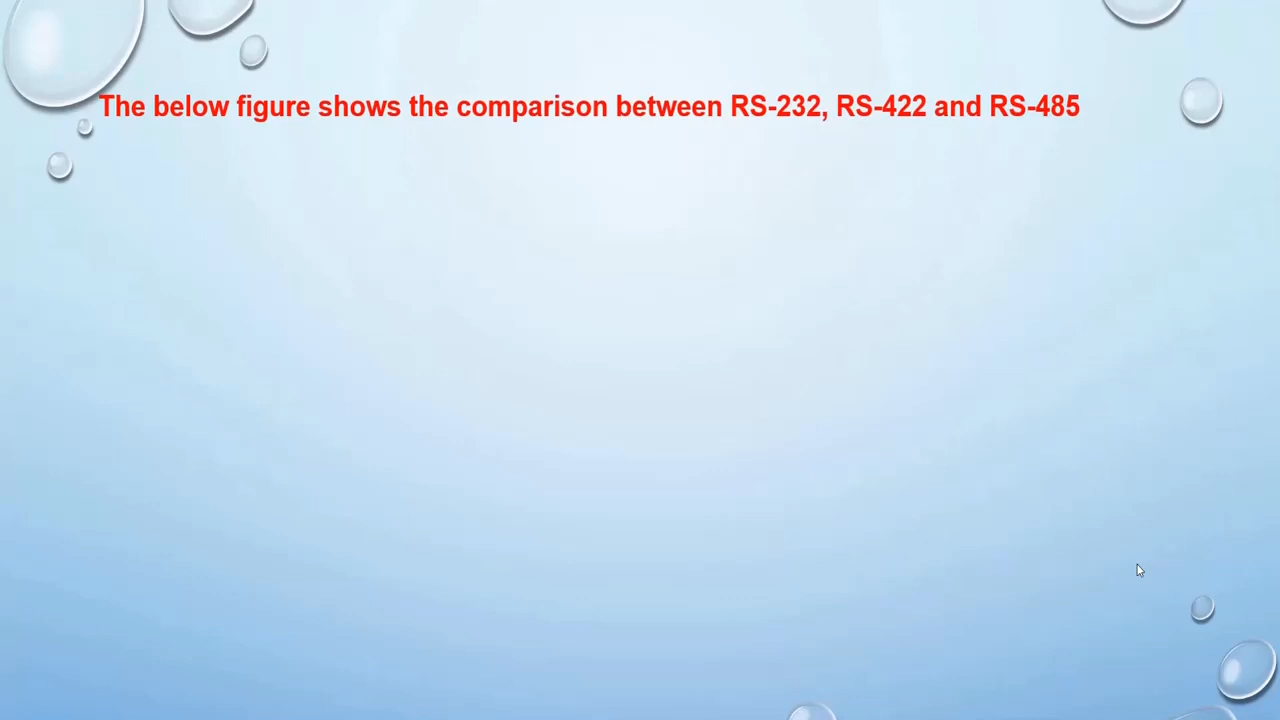 The below figure shows the comparison between RS-232, RS-422 and RS-485